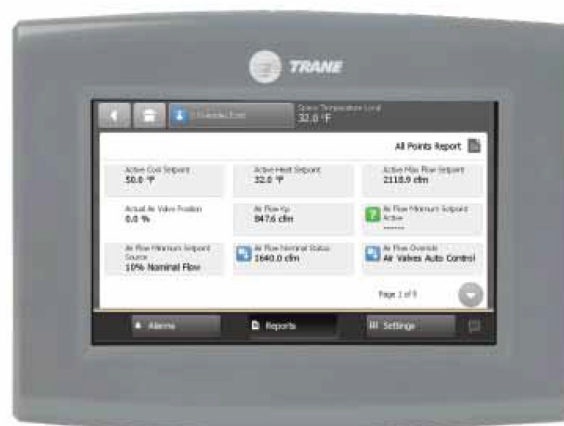 TRANE
Space Temperature Local
32.0 °F
All Points Report
Active Cool Setpoint
50.0 °F
Active Heat Setpoint
32.0 °F
Active Max Flow Setpoint
2118.9 cfm
Actual Air Valve Position
0.0 %
Air Flow Kp
847.6 cfm
Air Flow Minimum Setpoint
Active
------
Air Flow Minimum Setpoint
Source
10% Nominal Flow
Air Flow Nominal Status
1640.0 cfm
Air Flow Override
Air Valves Auto Control
Page 1 of
Alarms
Reports
Settings